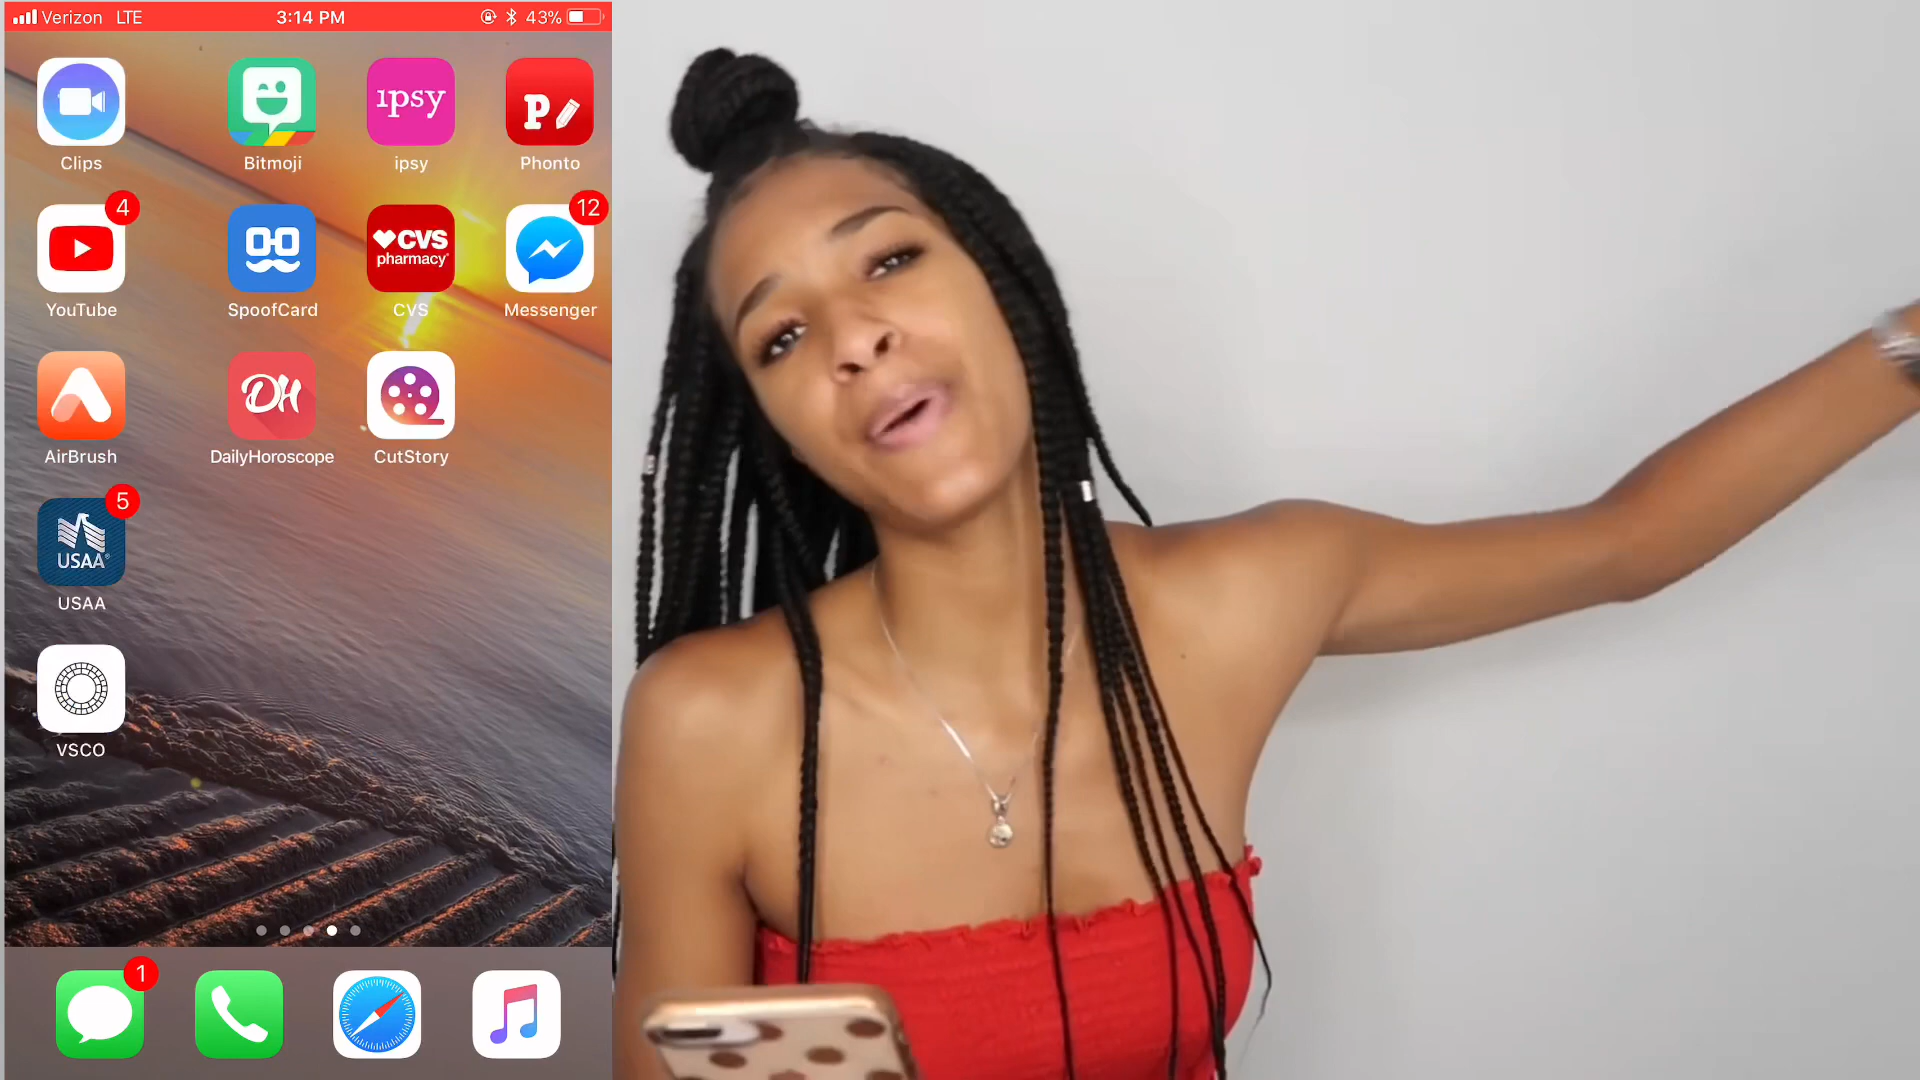 Verizon LTE 3:14 PM 43%
ipsy
P
Clips Bitmoji ipsy Phonto
4 12
CVS
pharmacy
YouTube SpoofCard CVS Messenger
DH
AirBrush DailyHoroscope CutStory
5
USAA
USAA
VSCO
1